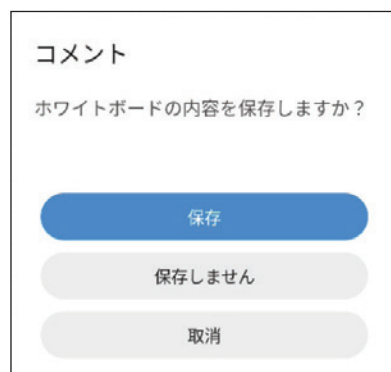 コメント
ホワイトボードの内容を保存しますか？
保存
保存しません
取消